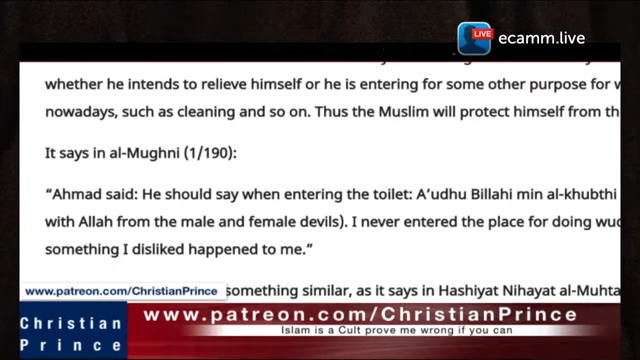 LIVE
ecamm.live
whether he intends to relieve himself or he is entering for some other purpose for
nowadays, such as cleaning and so on. Thus the Muslim will protect himself from
It says in al-Mughni (1/190):
"Ahmad said: He should say when entering the toilet: A'udhu Billahi min al-khubthi
with Allah from the male and female devils). I never entered the place for doing
something I disliked happened to me."
www.patreon.com/ChristianPrince
something similar, as it says in Hashiyat Nihayat
Christian
Prince
www.patreon.com/ChristianPrince
Islam is a Cult prove me wrong if you can